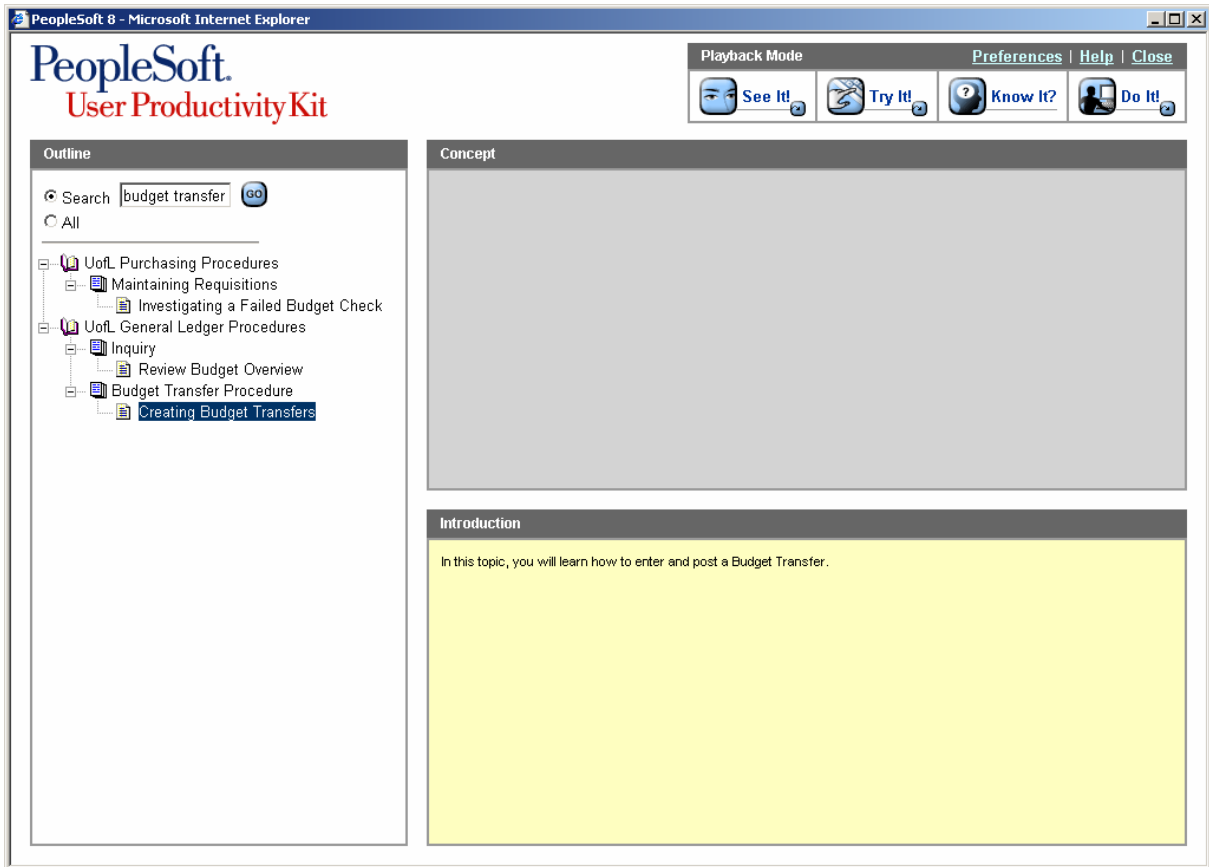 PeopleSoft 8 - Microsoft Internet Explorer
PeopleSoft.
User Productivity Kit
Playback Mode
Preferences | Help | Close
See It!
Try It!
Know It?
Do It!
Outline
Search budget transfer GO
All
UofL Purchasing Procedures
Maintaining Requisitions
Investigating a Failed Budget Check
UofL General Ledger Procedures
Inquiry
Review Budget Overview
Budget Transfer Procedure
Creating Budget Transfers
Concept
Introduction
In this topic, you will learn how to enter and post a Budget Transfer.